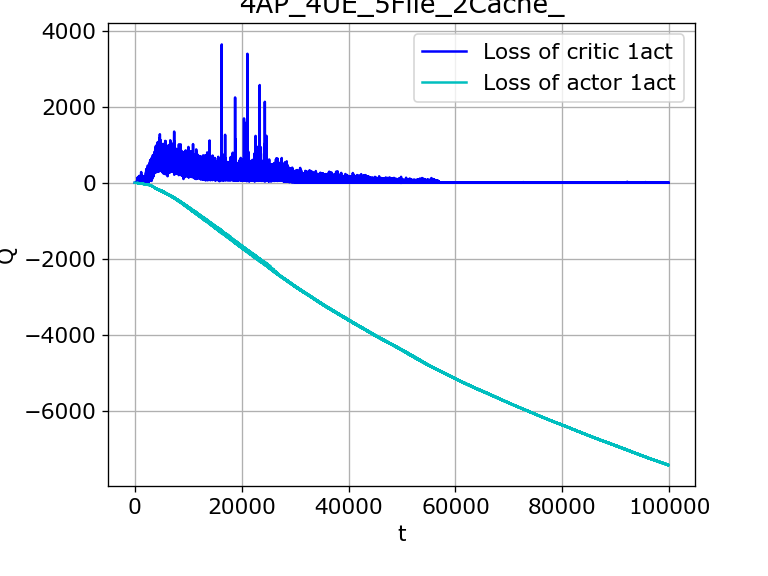 4AP_4UE_5File_2Cache_
Loss of critic 1act
Loss of actor 1act
4000
2000
0
−2000
−4000
−6000
Q
0 20000 40000 60000 80000 100000
t